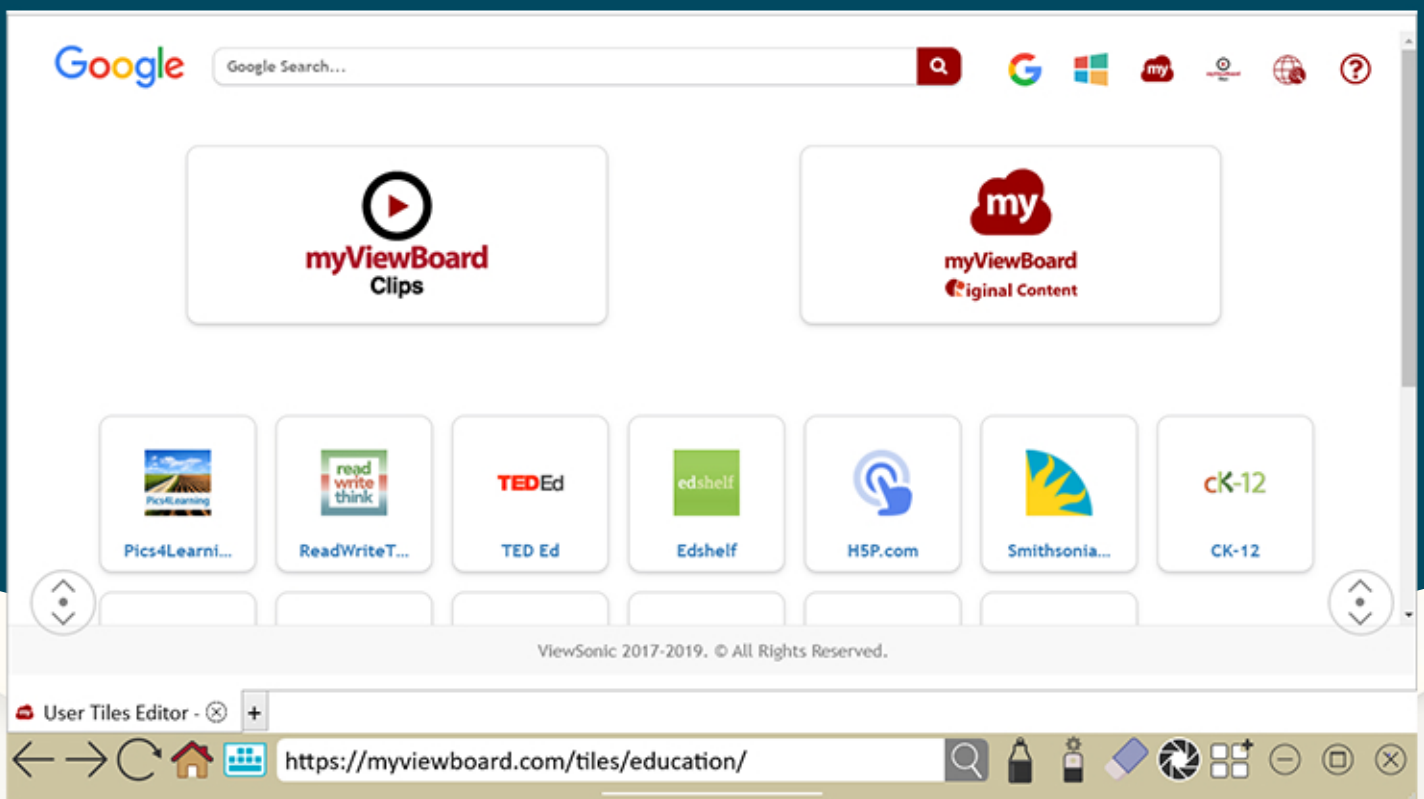 Google
Google Search...
my
?
myViewBoard
Clips
my
myViewBoard
Original Content
Pics4Learning
Pics4Learni...
read
write
think
ReadWriteT...
TEDEd
TED Ed
edshelf
Edshelf
H5P.com
Smithsonia...
cK-12
CK-12
ViewSonic 2017-2019. © All Rights Reserved.
User Tiles Editor -
+
https://myviewboard.com/tiles/education/